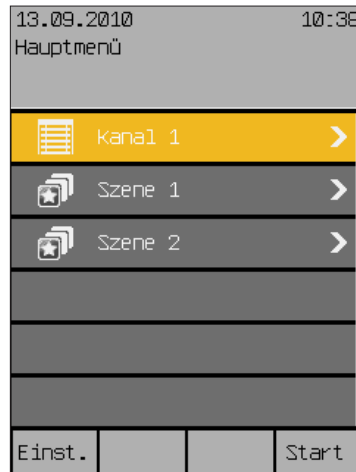 13.09.2010 10:38
Hauptmenü
Kanal 1
Szene 1
Szene 2
Einst. Start